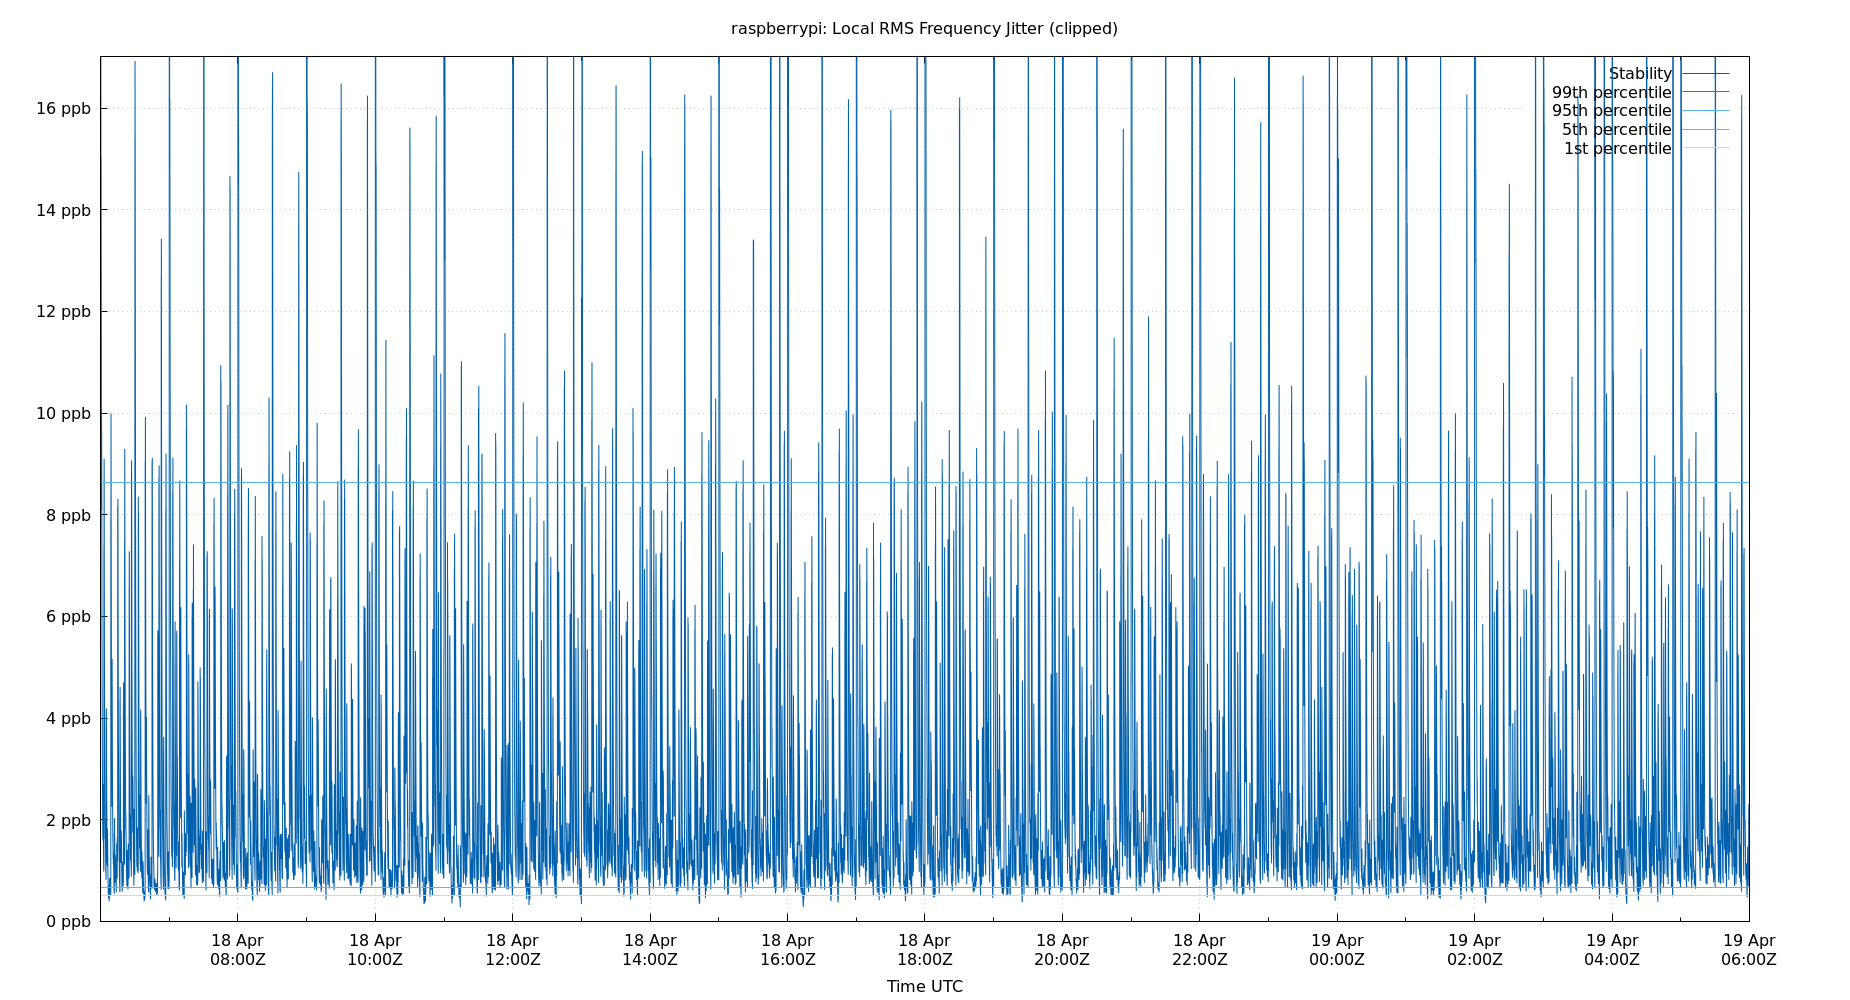 raspberrypi: Local RMS Frequency Jitter (clipped)
Stability
99th percentile
95th percentile
5th percentile
1st percentile
16 ppb
14 ppb
12 ppb
10 ppb
8 ppb
6 ppb
4 ppb
2 ppb
0 ppb
18 Apr 18 Apr 18 Apr 18 Apr 18 Apr 18 Apr 18 Apr 18 Apr 19 Apr 19 Apr 19 Apr 19 Apr
08:00Z 10:00Z 12:00Z 14:00Z 16:00Z 18:00Z 20:00Z 22:00Z 00:00Z 02:00Z 04:00Z 06:00Z
Time UTC